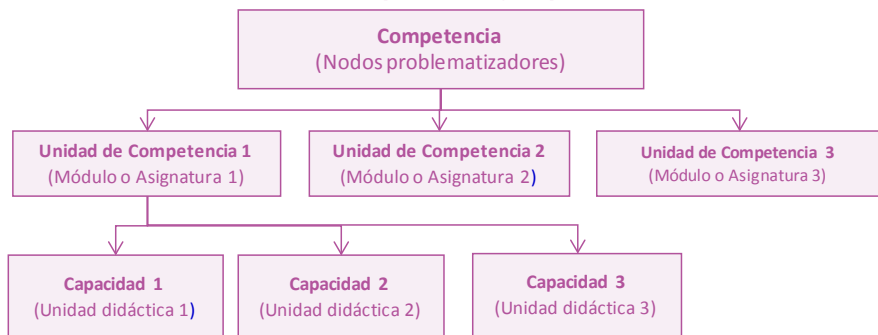 Competencia
(Nodos problematizadores)
Unidad de Competencia 1
(Módulo o Asignatura 1)
Unidad de Competencia 2
(Módulo o Asignatura 2)
Unidad de Competencia 3
(Módulo o Asignatura 3)
Capacidad 1
(Unidad didáctica 1)
Capacidad 2
(Unidad didáctica 2)
Capacidad 3
(Unidad didáctica 3)